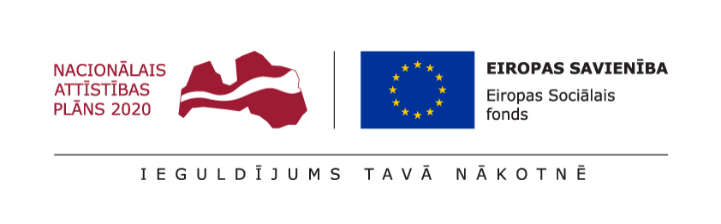 NACIONĀLAIS
ATTĪSTĪBAS
PLĀNS 2020
EIROPAS SAVIENĪBA
Eiropas Sociālais
fonds
IEGULDĪJUMS TAVĀ NĀKOTNĒ